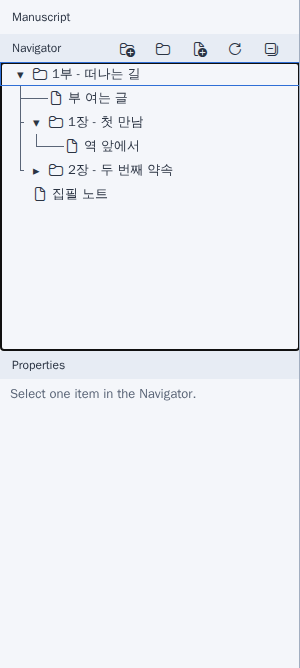 Manuscript
Navigator
1부 - 떠나는 길
부 여는 글
1장 - 첫 만남
역 앞에서
2장 - 두 번째 약속
집필 노트
Properties
Select one item in the Navigator.